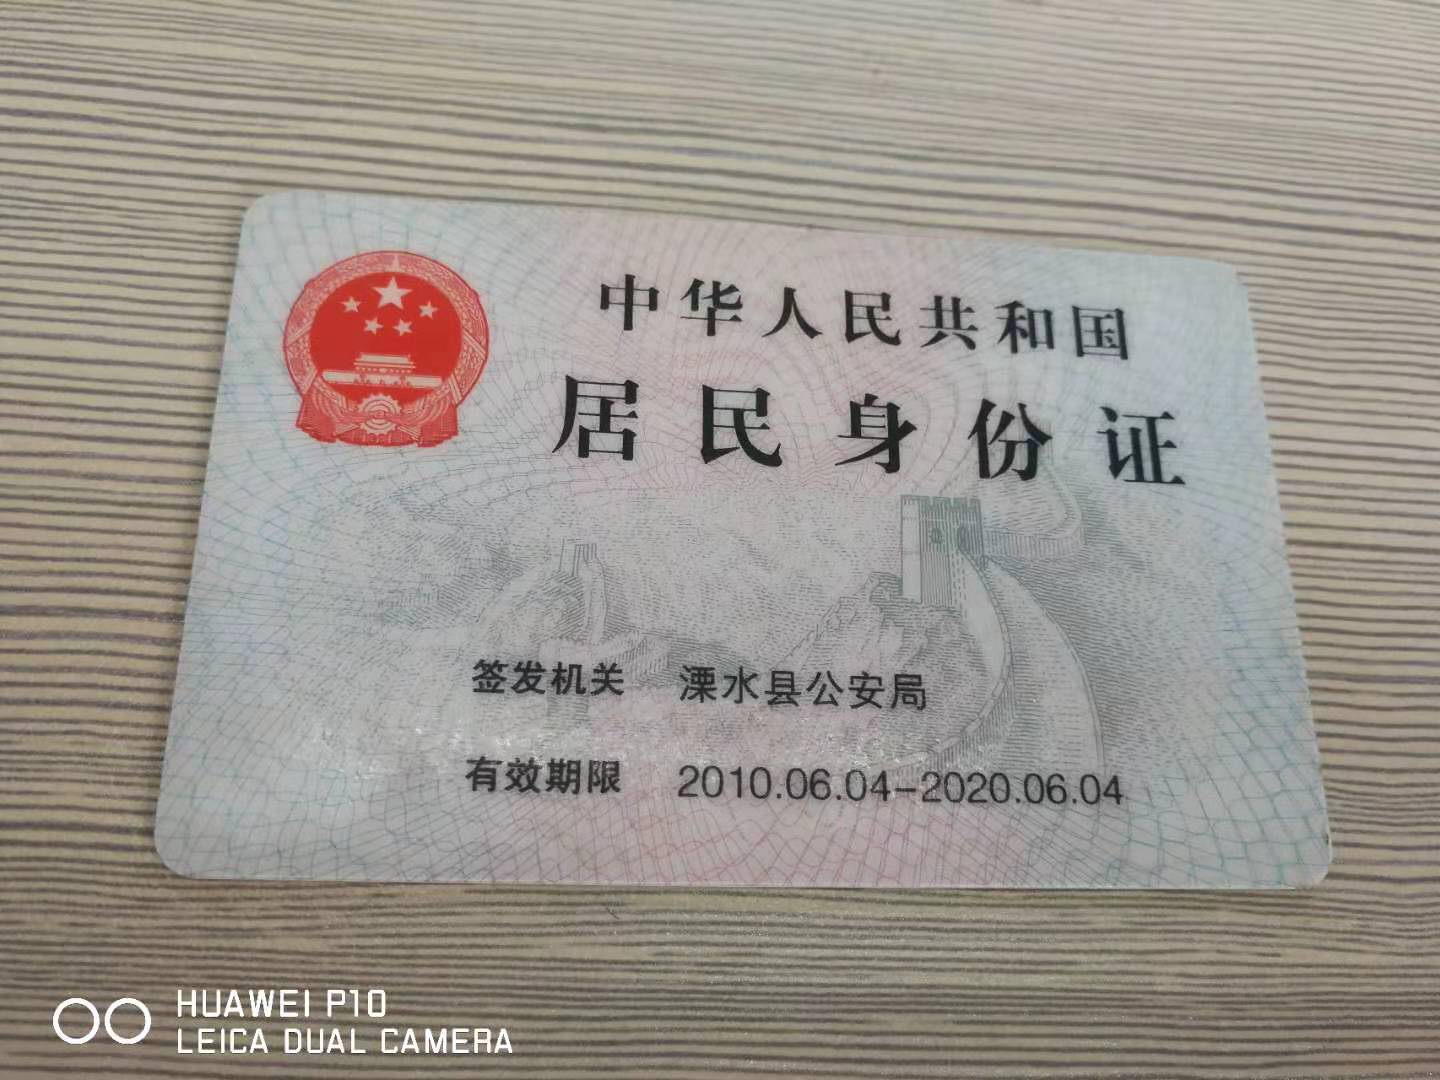 中华人民共和国
居民身份证
签发机关 溧水县公安局
有效期限 2010.06.04-2020.06.04
HUAWEI P10
LEICA DUAL CAMERA